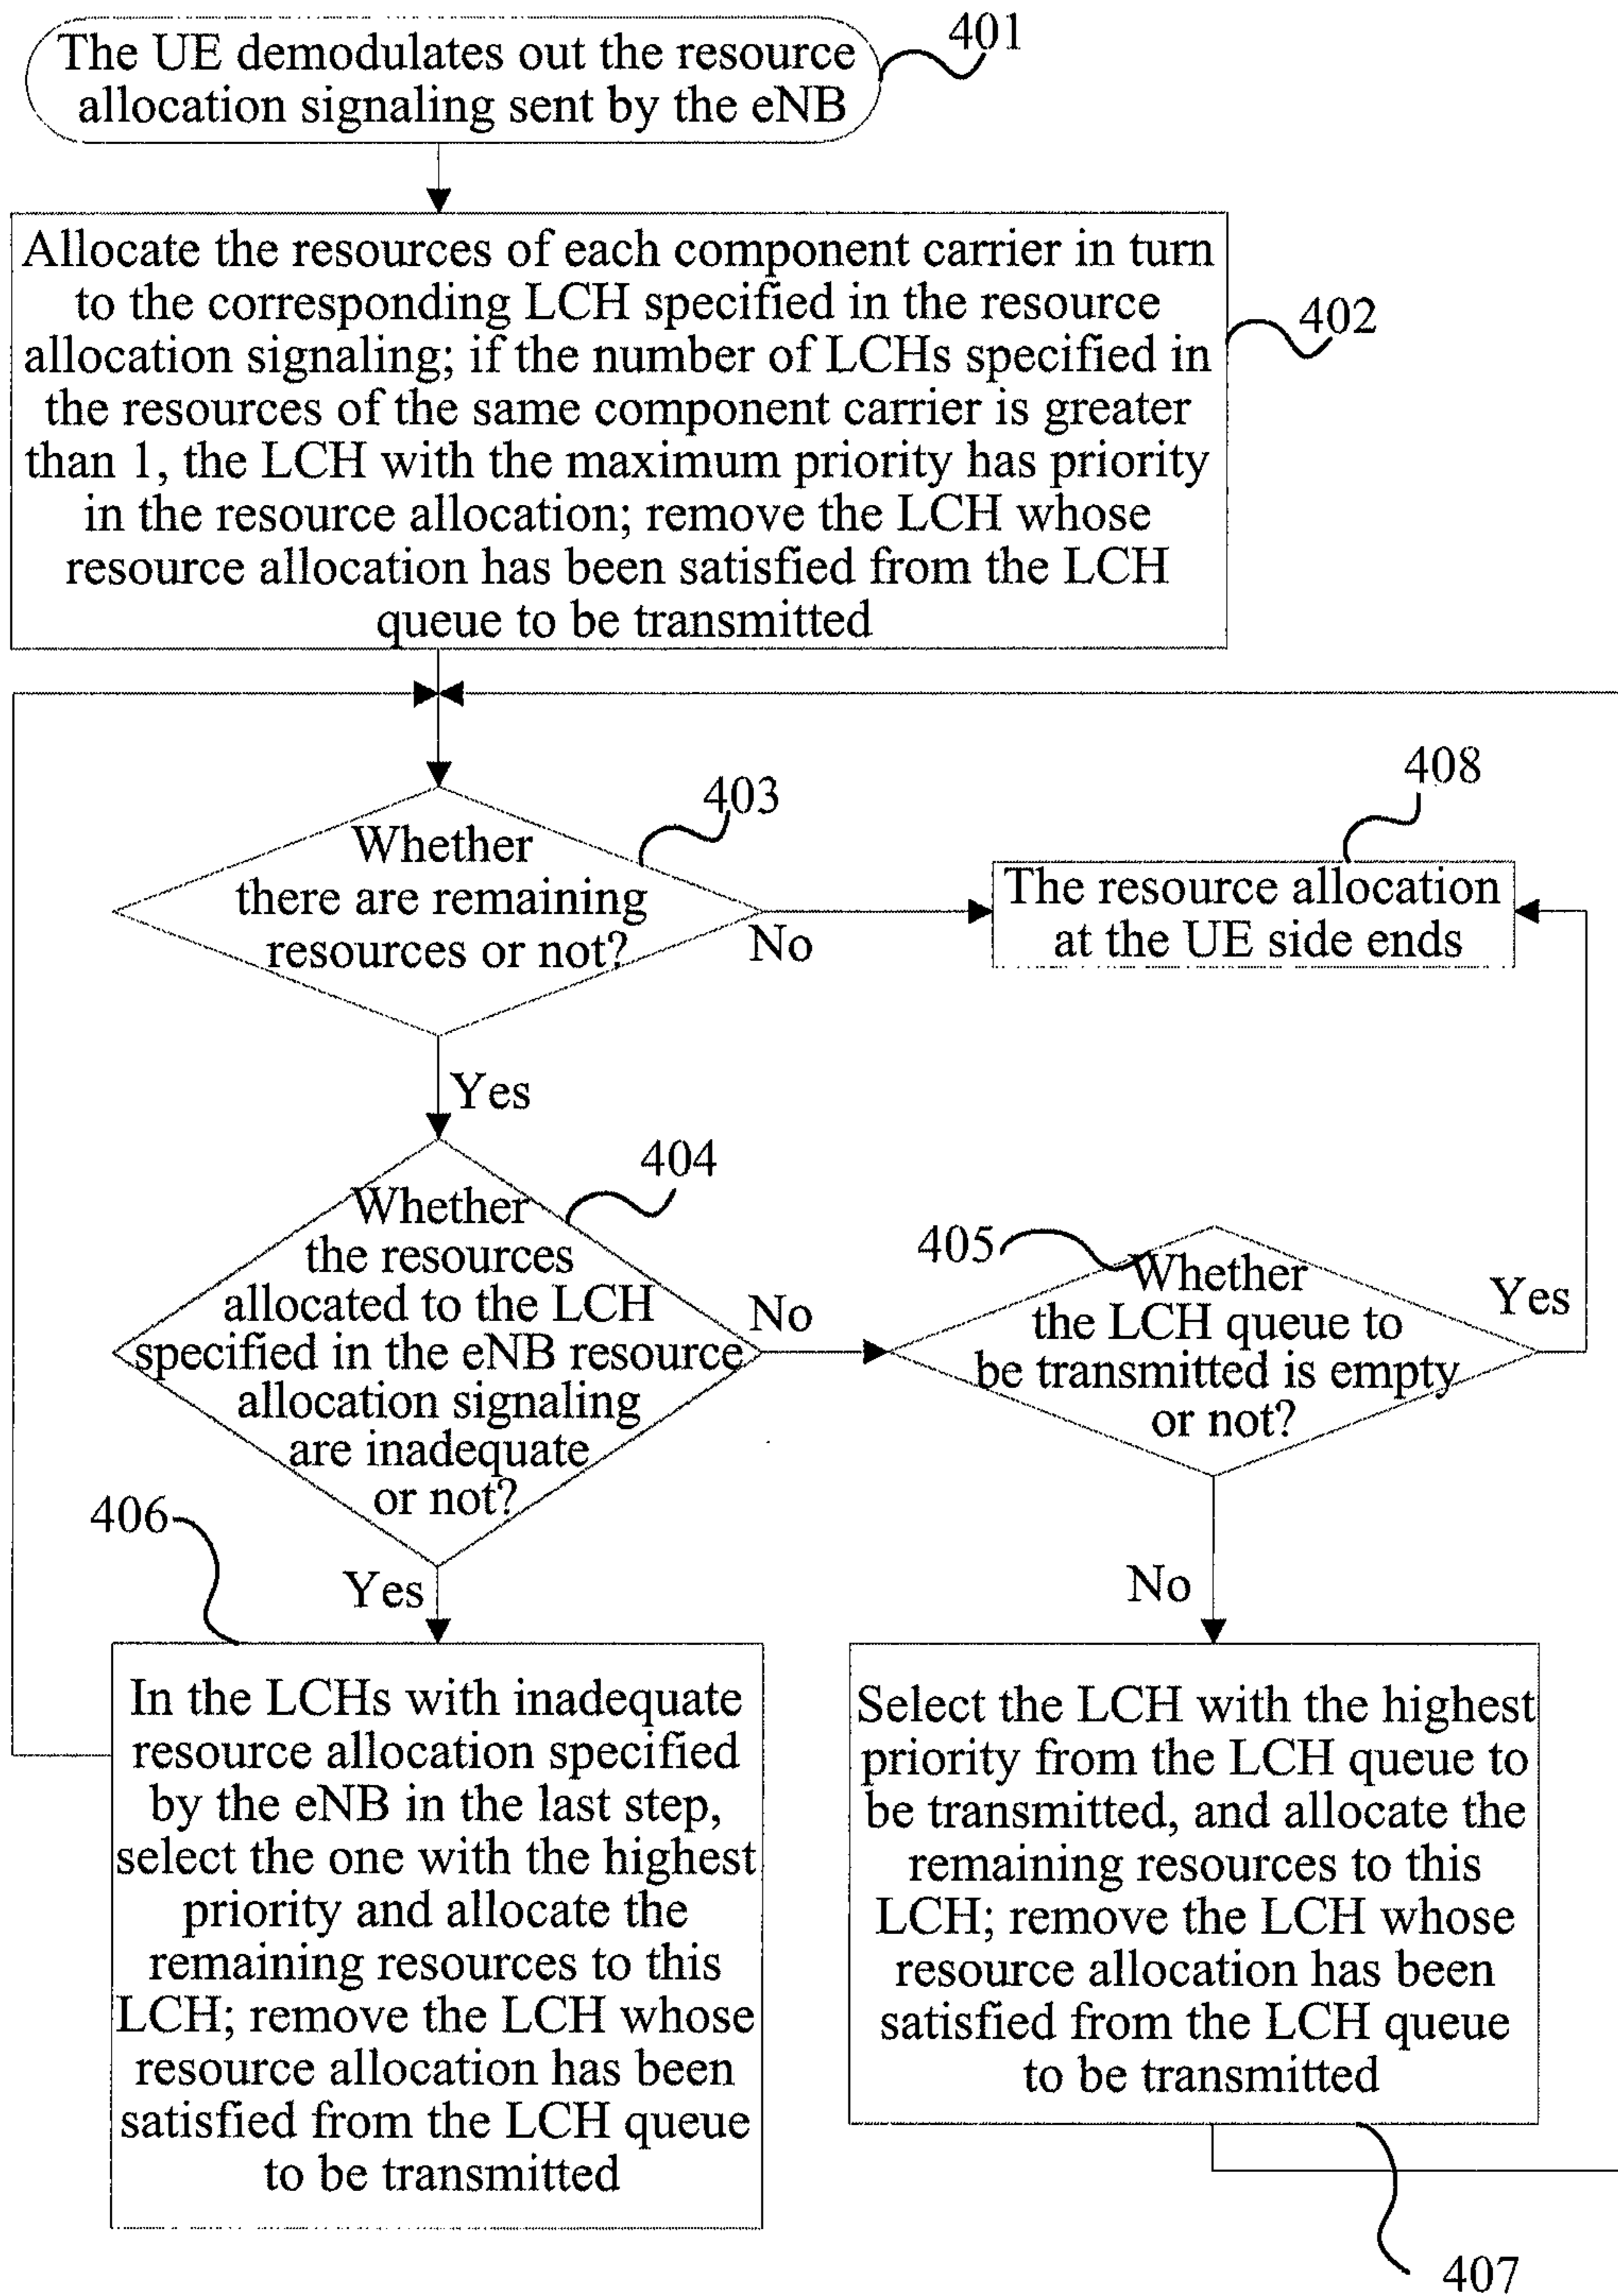 The UE demodulates out the resource
allocation signaling sent by the eNB
401
Allocate the resources of each component carrier in turn
to the corresponding LCH specified in the resource
allocation signaling; if the number of LCHs specified in
the resources of the same component carrier is greater
than 1, the LCH with the maximum priority has priority
in the resource allocation; remove the LCH whose
resource allocation has been satisfied from the LCH
queue to be transmitted
402
403
Whether
there are remaining
resources or not?
No
408
The resource allocation
at the UE side ends
Yes
404
Whether
the resources
allocated to the LCH
specified in the eNB resource
allocation signaling
are inadequate
or not?
No
405
Whether
the LCH queue to
be transmitted is empty
or not?
Yes
406
Yes
No
In the LCHs with inadequate
resource allocation specified
by the eNB in the last step,
select the one with the highest
priority and allocate the
remaining resources to this
LCH; remove the LCH whose
resource allocation has been
satisfied from the LCH queue
to be transmitted
Select the LCH with the highest
priority from the LCH queue to
be transmitted, and allocate the
remaining resources to this
LCH; remove the LCH whose
resource allocation has been
satisfied from the LCH queue
to be transmitted
407